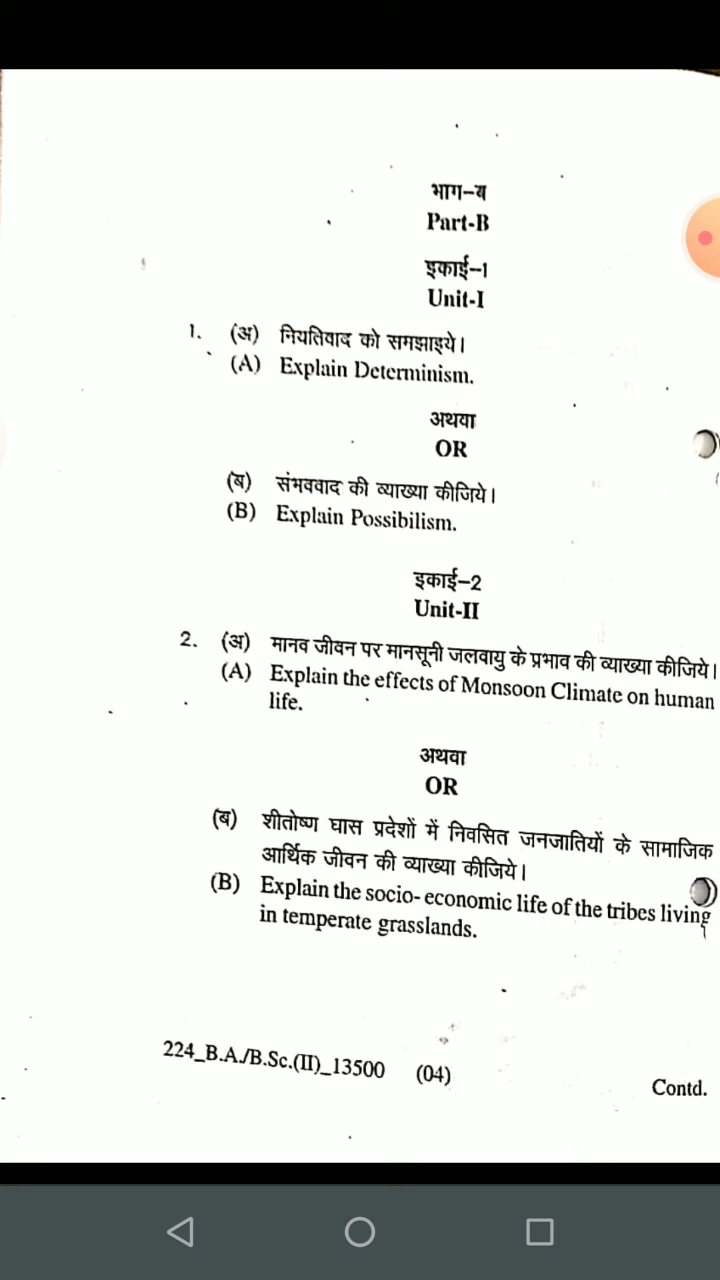 भाग-ब
Part-B
इकाई-1
Unit-I
1. (अ) नियतिवाद को समझाइये।
(A) Explain Determinism.
अथवा
OR
(ब) संभववाद की व्याख्या कीजिये।
(B) Explain Possibilism.
इकाई-2
Unit-II
2. (अ) मानव जीवन पर मानसूनी जलवायु के प्रभाव की व्याख्या कीजिये।
(A) Explain the effects of Monsoon Climate on human
life.
अथवा
OR
(ब) शीतोष्ण घास प्रदेशों में निवसित जनजातियों के सामाजिक
आर्थिक जीवन की व्याख्या कीजिये।
(B) Explain the socio-economic life of the tribes living
in temperate grasslands.
224_B.A./B.Sc.(II)_13500 (04)
Contd.